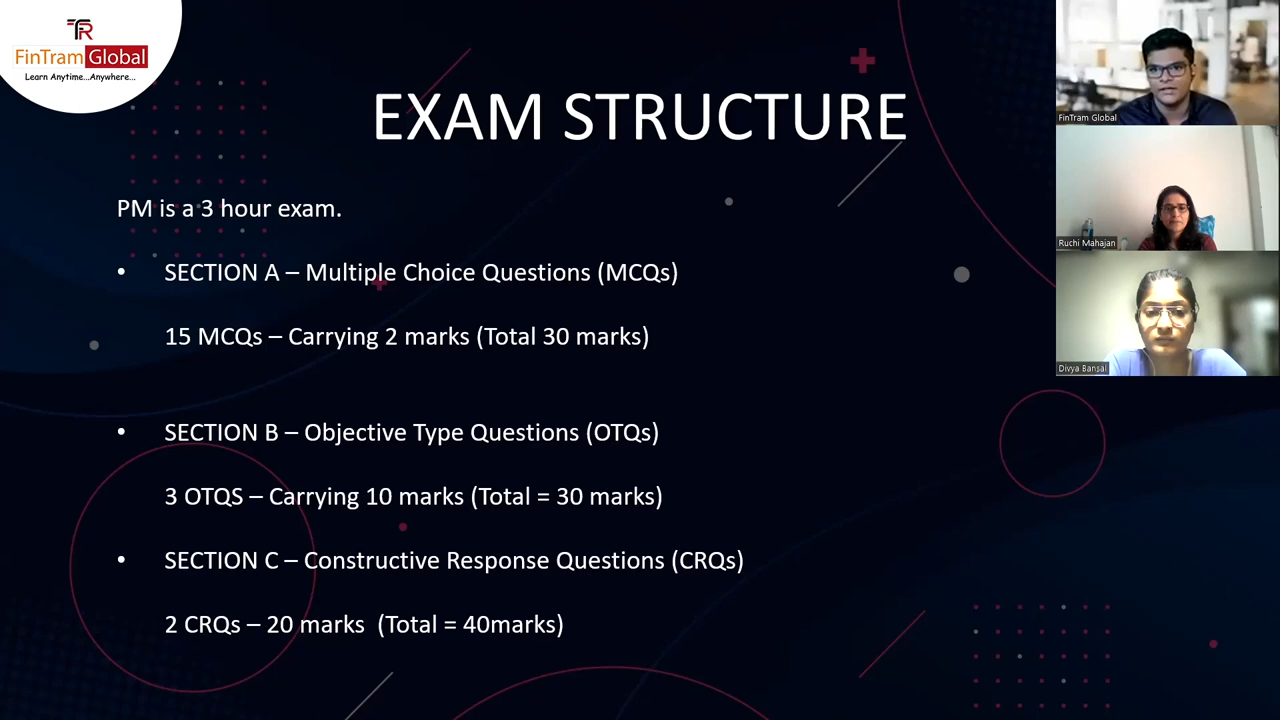 TR
FinTram Global
Learn Anytime...Anywhere...
EXAM STRUCTURE
PM is a 3 hour exam.
• SECTION A – Multiple Choice Questions (MCQs)
15 MCQs – Carrying 2 marks (Total 30 marks)
• SECTION B – Objective Type Questions (OTQs)
3 OTQS – Carrying 10 marks (Total = 30 marks)
• SECTION C – Constructive Response Questions (CRQs)
2 CRQs – 20 marks (Total = 40marks)
FinTram Global
Ruchi Mahajan
Divya Bansal